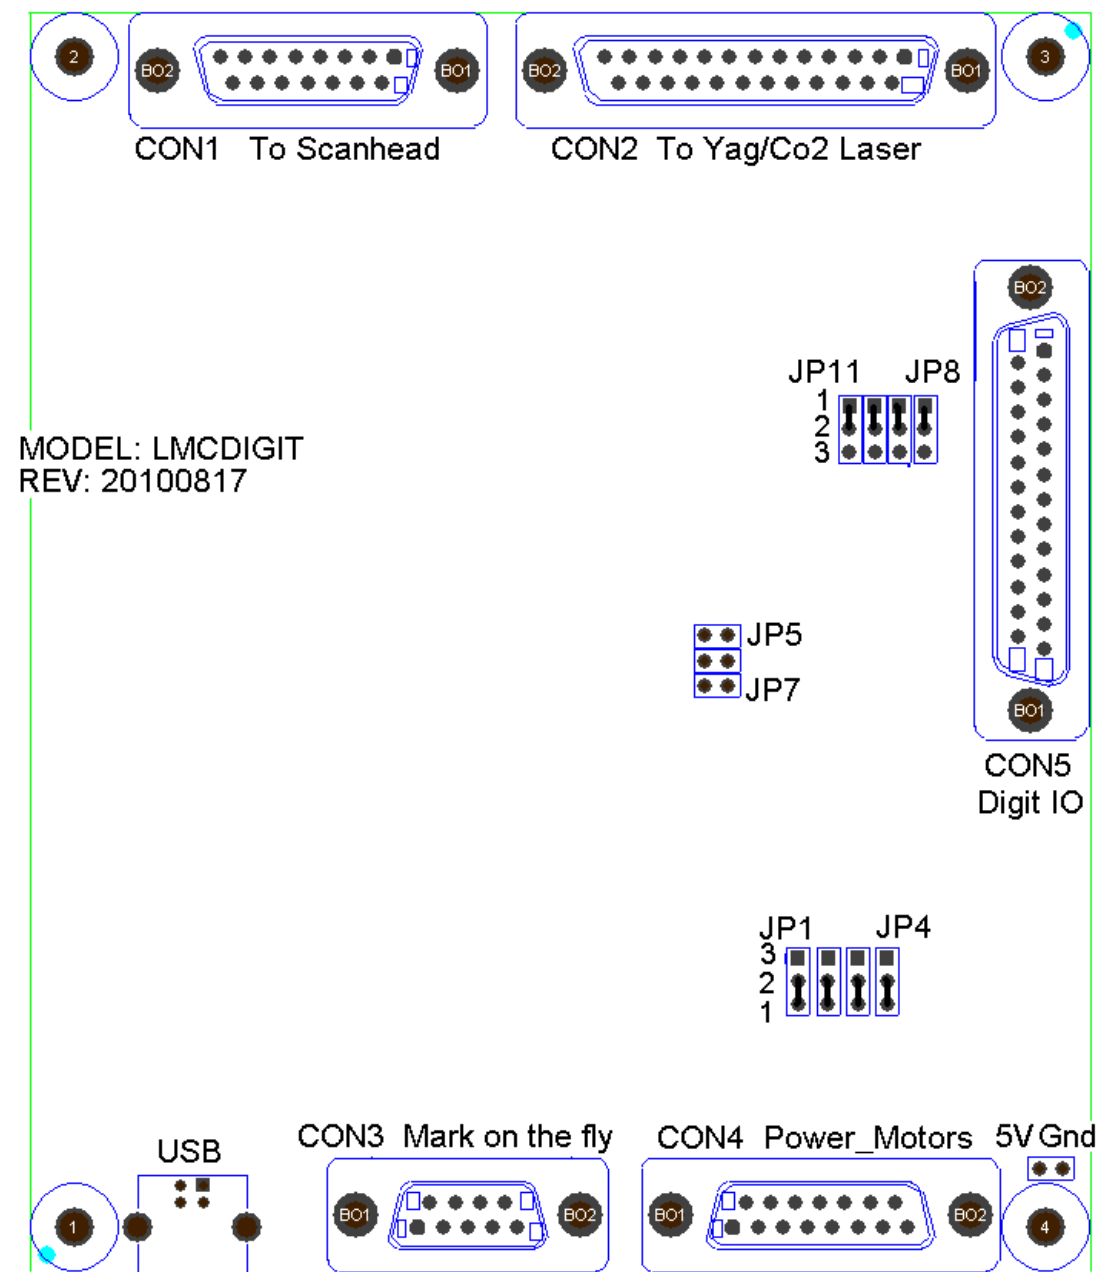 2
BO2
BO1
BO2
BO1
3
CON1 To Scanhead
CON2 To Yag/Co2 Laser
BO2
JP11
JP8
1
2
3
MODEL: LMCDIGIT
REV: 20100817
JP5
JP7
BO1
CON5
Digit IO
JP1
JP4
3
2
1
USB
CON3 Mark on the fly
CON4 Power_Motors
5V Gnd
1
BO1
BO2
BO1
BO2
4